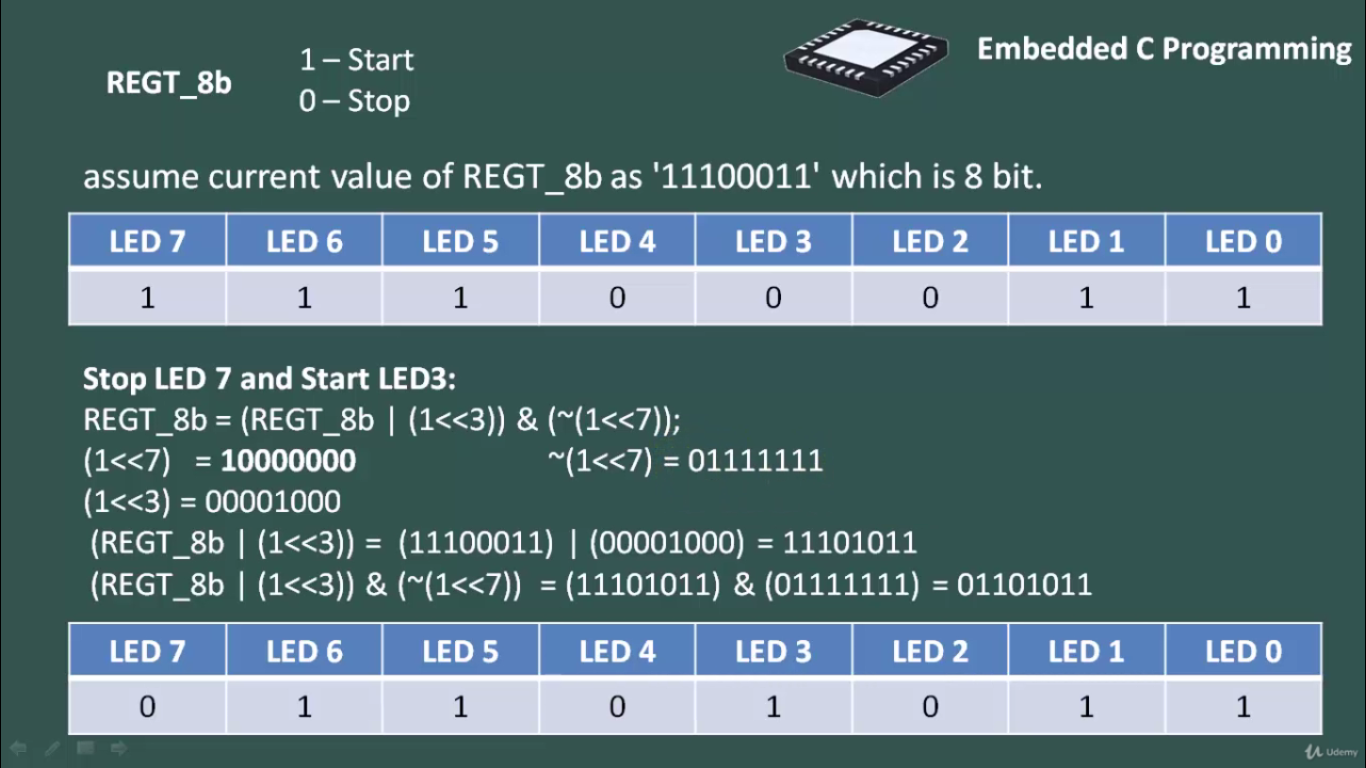 REGT_8b
1 – Start
0 – Stop
Embedded C Programming
assume current value of REGT_8b as '11100011' which is 8 bit.
LED 7 LED 6 LED 5 LED 4 LED 3 LED 2 LED 1 LED 0
1 1 1 0 0 0 1 1
Stop LED 7 and Start LED3:
REGT_8b = (REGT_8b | (1<<3)) & (~(1<<7));
(1<<7) = 10000000 ~(1<<7) = 01111111
(1<<3) = 00001000
(REGT_8b | (1<<3)) = (11100011) | (00001000) = 11101011
(REGT_8b | (1<<3)) & (~(1<<7)) = (11101011) & (01111111) = 01101011
LED 7 LED 6 LED 5 LED 4 LED 3 LED 2 LED 1 LED 0
0 1 1 0 1 0 1 1
Udemy